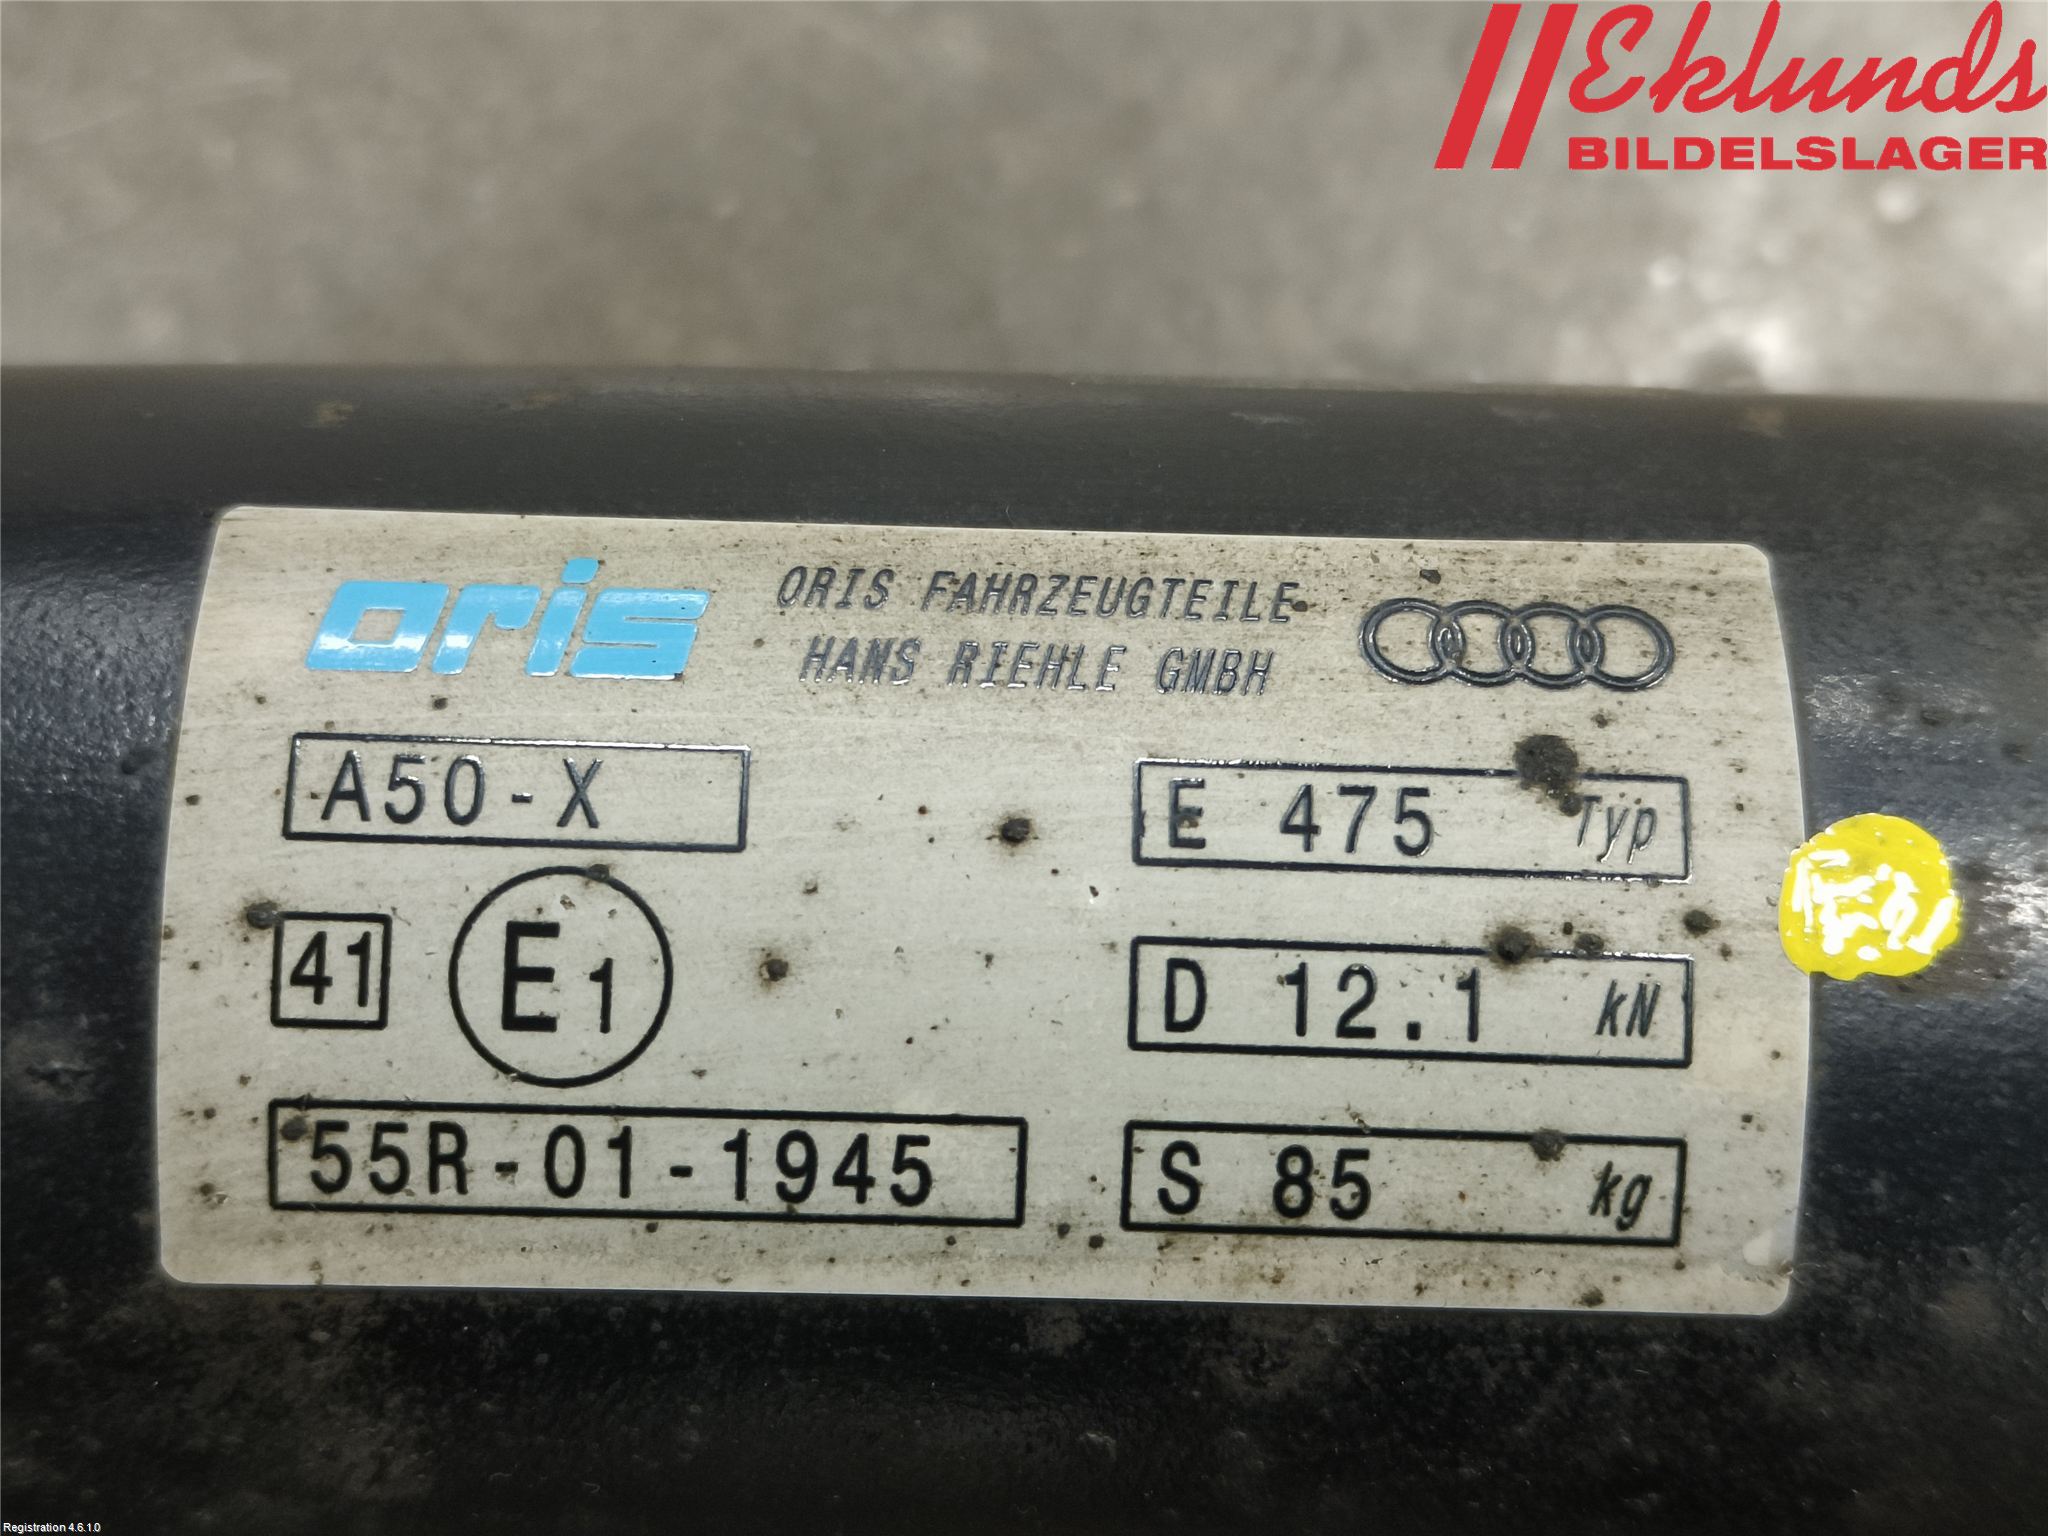 Eklunds
BILDELSLAGER
oris
ORIS FAHRZEUGTEILE
HANS RIEHLE GMBH
A50-X
E 475 Typ
41 E1
D 12.1 kN
55R-01-1945
S 85 kg
Registration 4.6.1.0